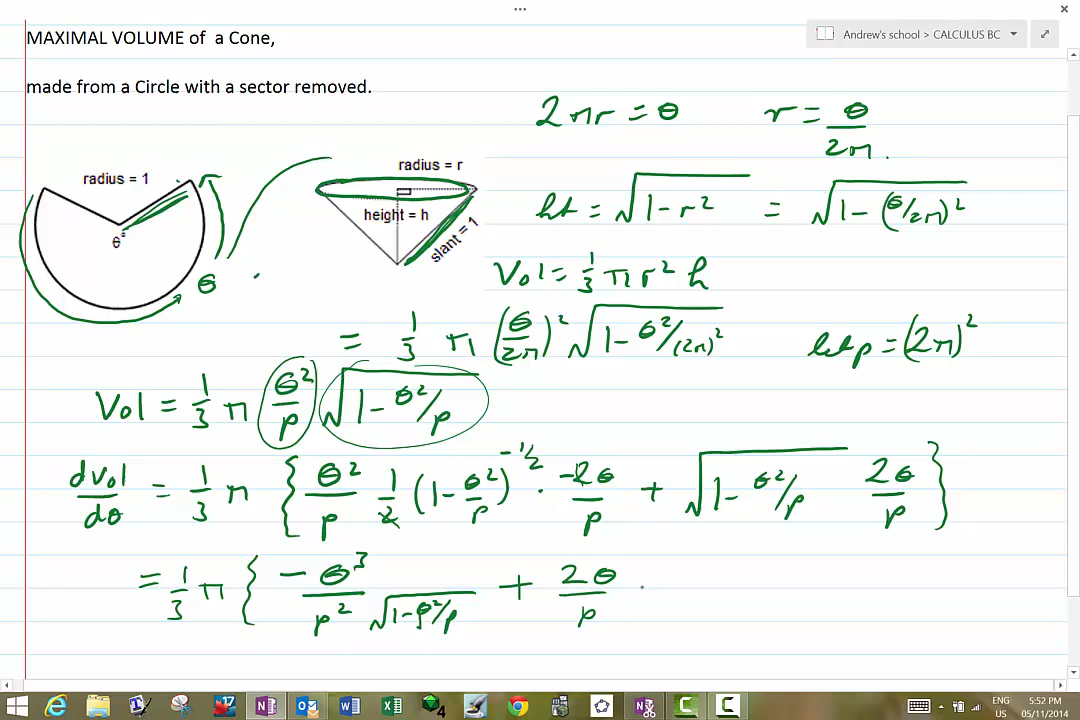 ...
MAXIMAL VOLUME of a Cone,
Andrew's school > CALCULUS BC
made from a Circle with a sector removed.
2πr = θ
r = θ/2π.
radius = 1
θ°
θ
radius = r
height = h
slant = 1
ht = √(1-r²) = √(1-(θ/2π)²)
Vol = 1/3 π r² h
= 1/3 π (θ/2π)² √(1-θ²/(2π)²)
let p = (2π)²
Vol = 1/3 π θ²/p √(1-θ²/p)
dvol/dθ = 1/3 π { θ²/p 1/2 (1-θ²/p)^-1/2 · -2θ/p + √(1-θ²/p) 2θ/p }
= 1/3 π { -θ³/p² √(1-θ²/p) + 2θ/p
4
ENG
US
5:52 PM
05/11/2014